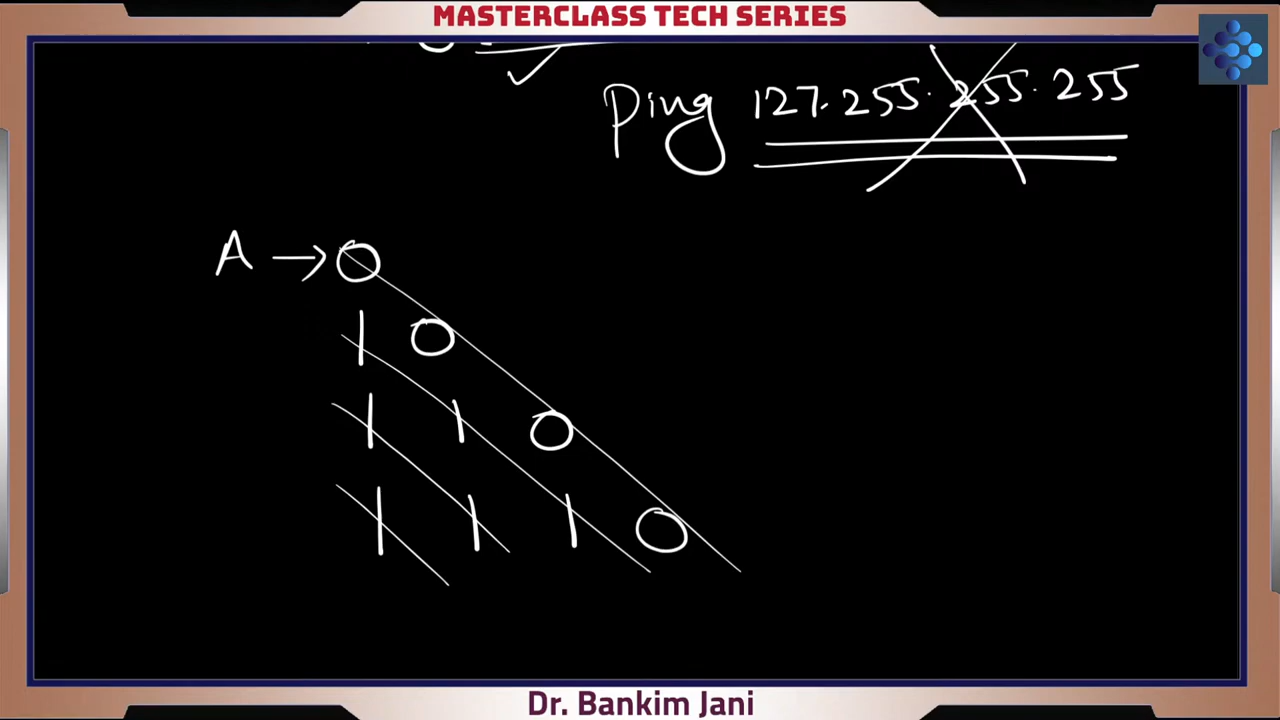 MASTERCLASS TECH SERIES
Ping 127.255.255.255
A → 0
1 0
1 1 0
1 1 1 0
Dr. Bankim Jani